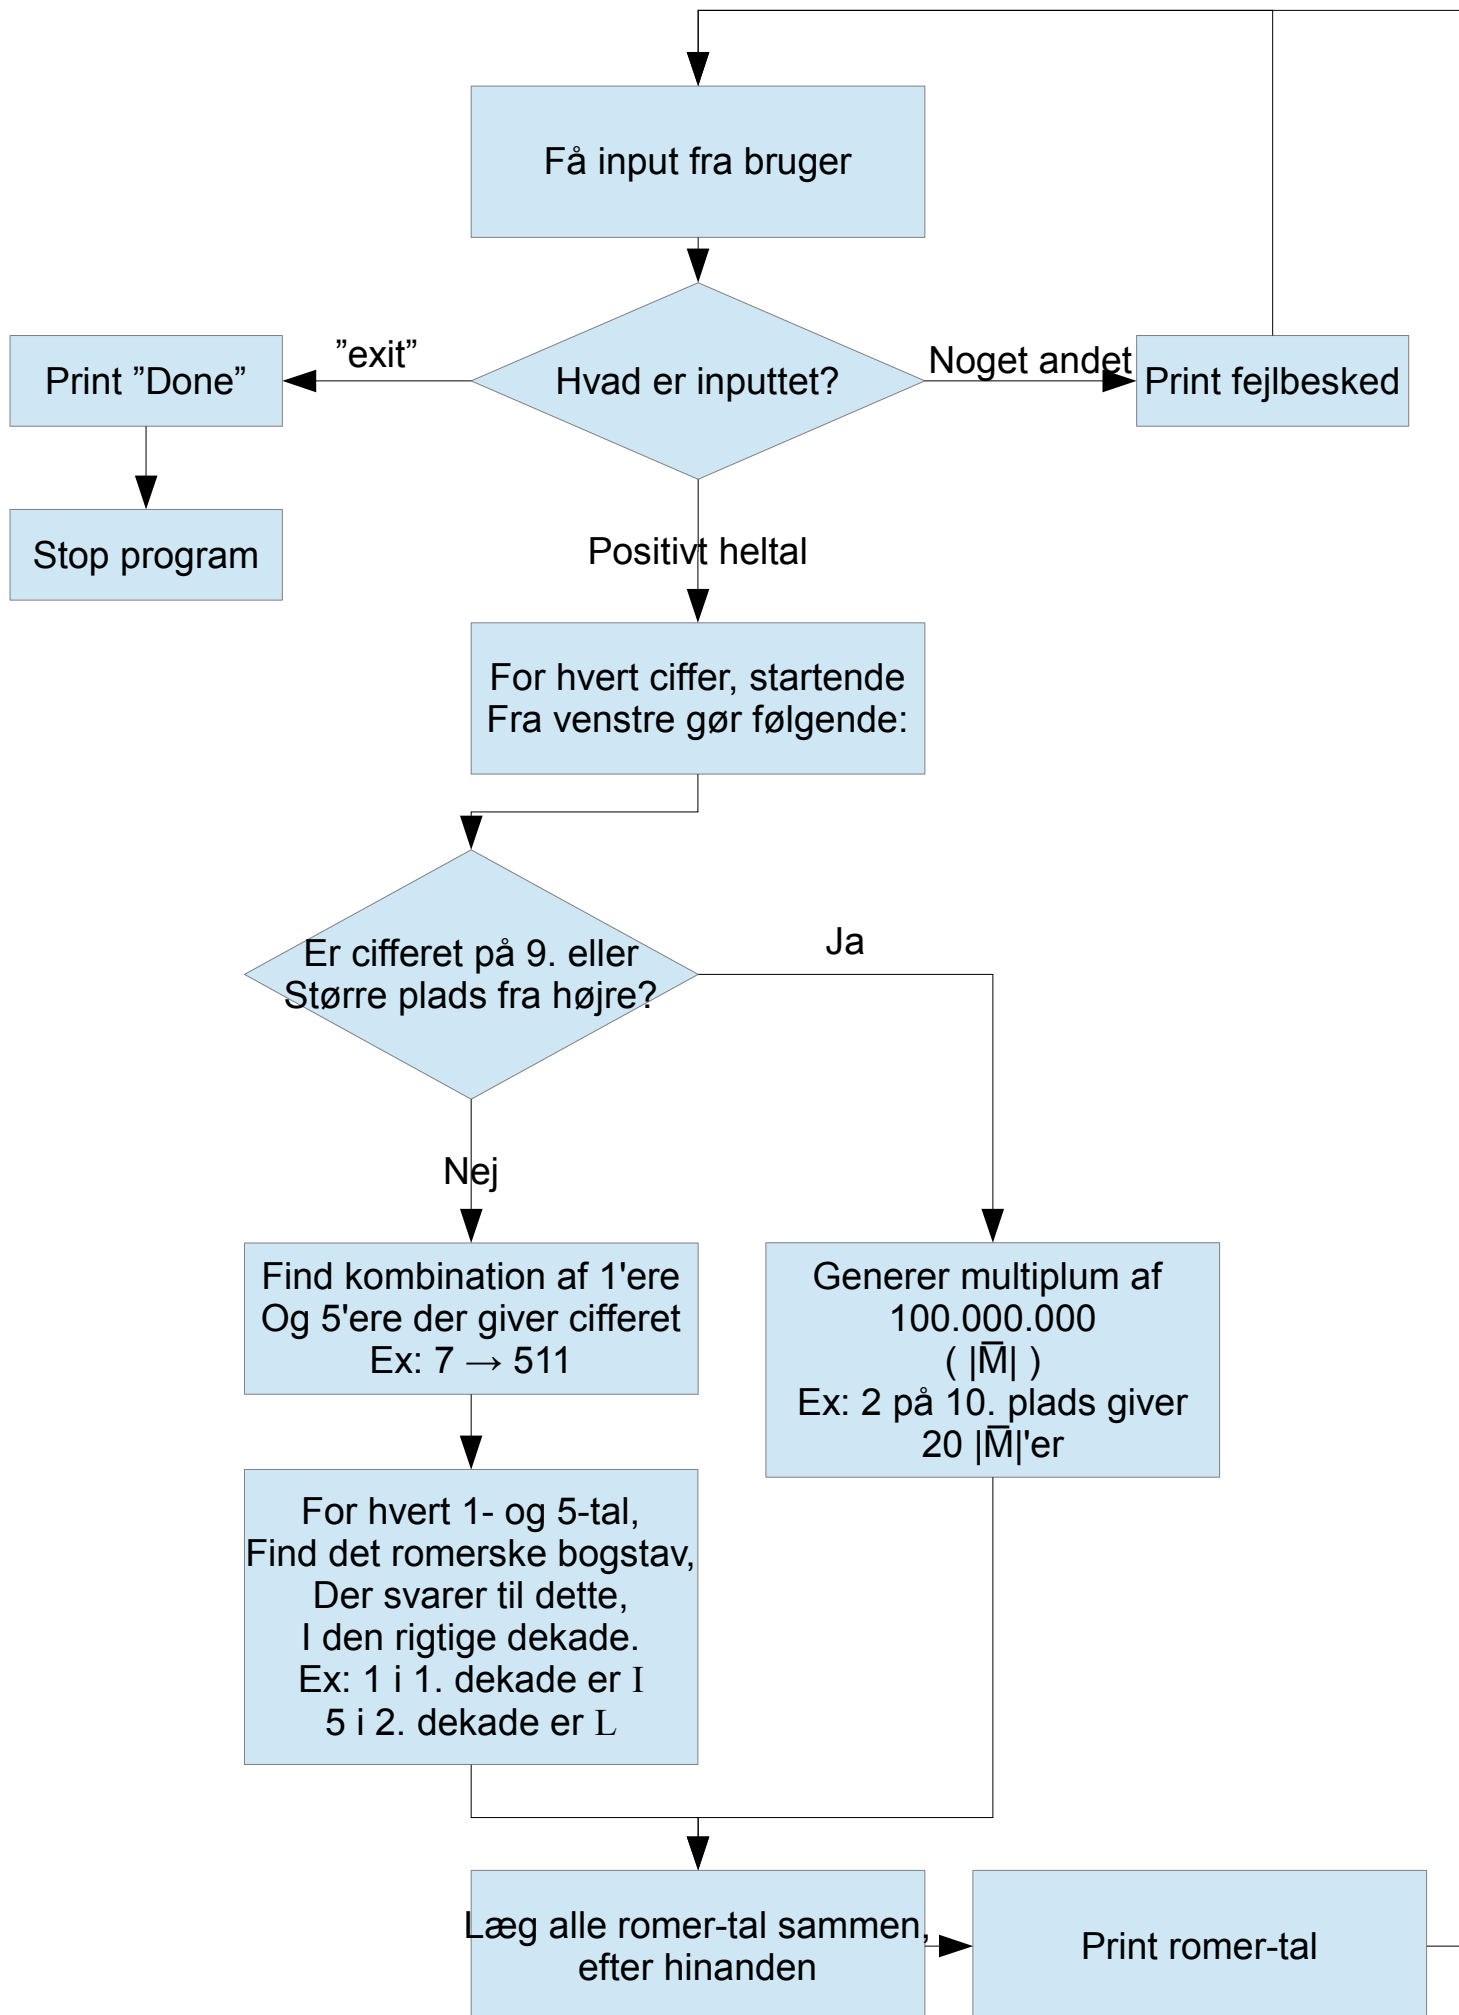 Få input fra bruger
”exit”
Noget andet
Print ”Done”
Hvad er inputtet?
Print fejlbesked
Stop program
Positivt heltal
For hvert ciffer, startende
Fra venstre gør følgende:
Er cifferet på 9. eller
Større plads fra højre?
Ja
Nej
Find kombination af 1'ere
Og 5'ere der giver cifferet
Ex: 7 → 511
Generer multiplum af
100.000.000
( |M̅| )
Ex: 2 på 10. plads giver
20 |M̅|'er
For hvert 1- og 5-tal,
Find det romerske bogstav,
Der svarer til dette,
I den rigtige dekade.
Ex: 1 i 1. dekade er I
5 i 2. dekade er L
Læg alle romer-tal sammen,
efter hinanden
Print romer-tal